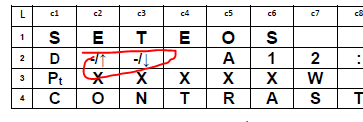 L c1 c2 c3 c4 c5 c6 c7 c8
1 S E T E O S
2 D -/↑ -/↓ A 1 2 :
3 Pt X X X X X W
4 C O N T R A S T